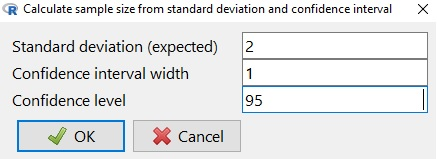 R Calculate sample size from standard deviation and confidence interval
Standard deviation (expected) 2
Confidence interval width 1
Confidence level 95
OK Cancel